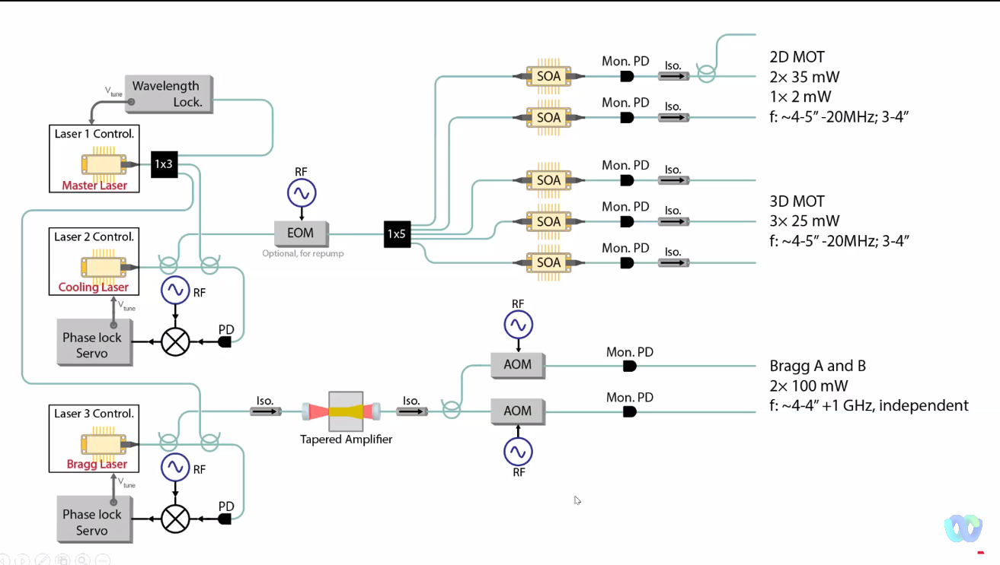 Wavelength
Lock.
Vtune
Laser 1 Control.
Master Laser
1x3
Laser 2 Control.
Cooling Laser
RF
Vtune
Phase lock
Servo
PD
RF
EOM
Optional, for repump
1x5
SOA
Mon. PD
Iso.
SOA
Mon. PD
Iso.
SOA
Mon. PD
Iso.
SOA
Mon. PD
Iso.
SOA
Mon. PD
Iso.
2D MOT
2× 35 mW
1× 2 mW
f: ~4-5” -20MHz; 3-4”
3D MOT
3× 25 mW
f: ~4-5” -20MHz; 3-4”
Laser 3 Control.
Bragg Laser
RF
Vtune
Phase lock
Servo
PD
Iso.
Tapered Amplifier
Iso.
RF
AOM
Mon. PD
AOM
Mon. PD
RF
Bragg A and B
2× 100 mW
f: ~4-4” +1 GHz, independent